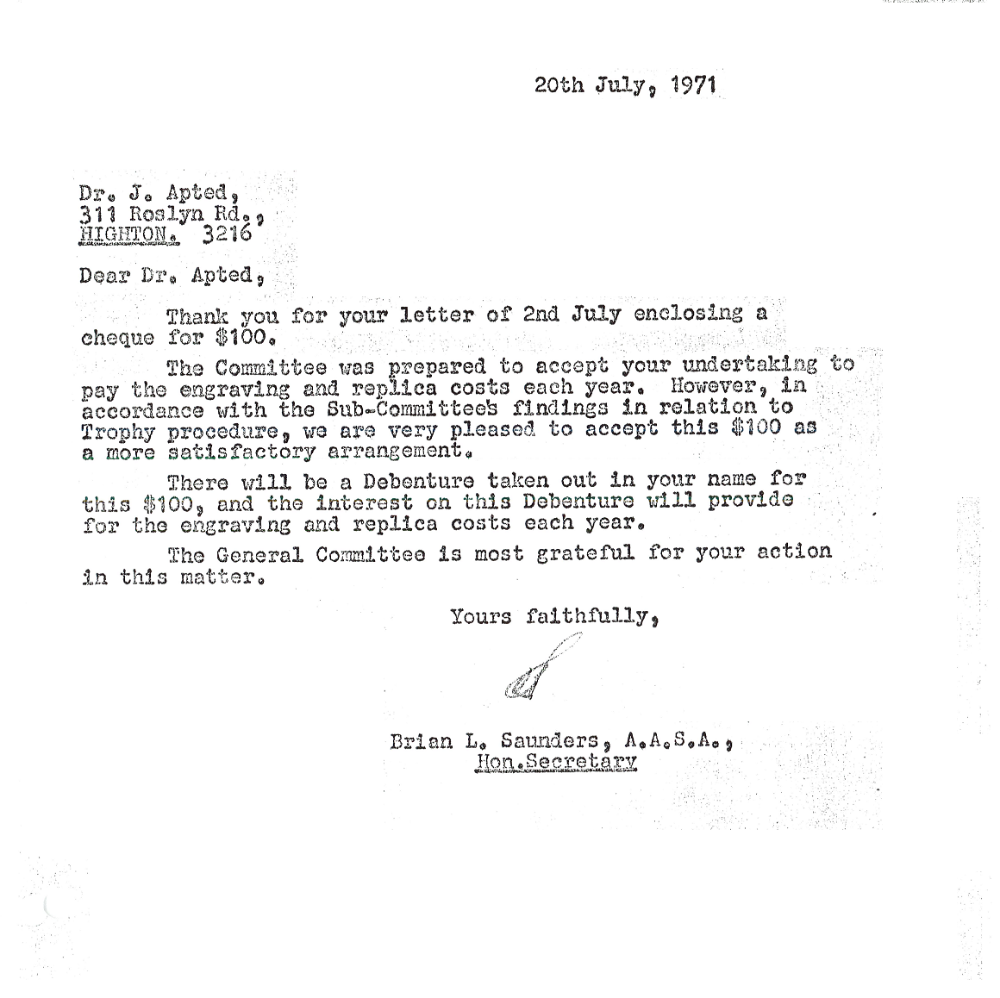 20th July, 1971
Dr. J. Apted,
311 Roslyn Rd.,
HIGHTON. 3216
Dear Dr. Apted,
Thank you for your letter of 2nd July enclosing a
cheque for $100.
The Committee was prepared to accept your undertaking to
pay the engraving and replica costs each year. However, in
accordance with the Sub-Committee's findings in relation to
Trophy procedure, we are very pleased to accept this $100 as
a more satisfactory arrangement.
There will be a Debenture taken out in your name for
this $100, and the interest on this Debenture will provide
for the engraving and replica costs each year.
The General Committee is most grateful for your action
in this matter.
Yours faithfully,
Brian L. Saunders, A.A.S.A.,
Hon.Secretary